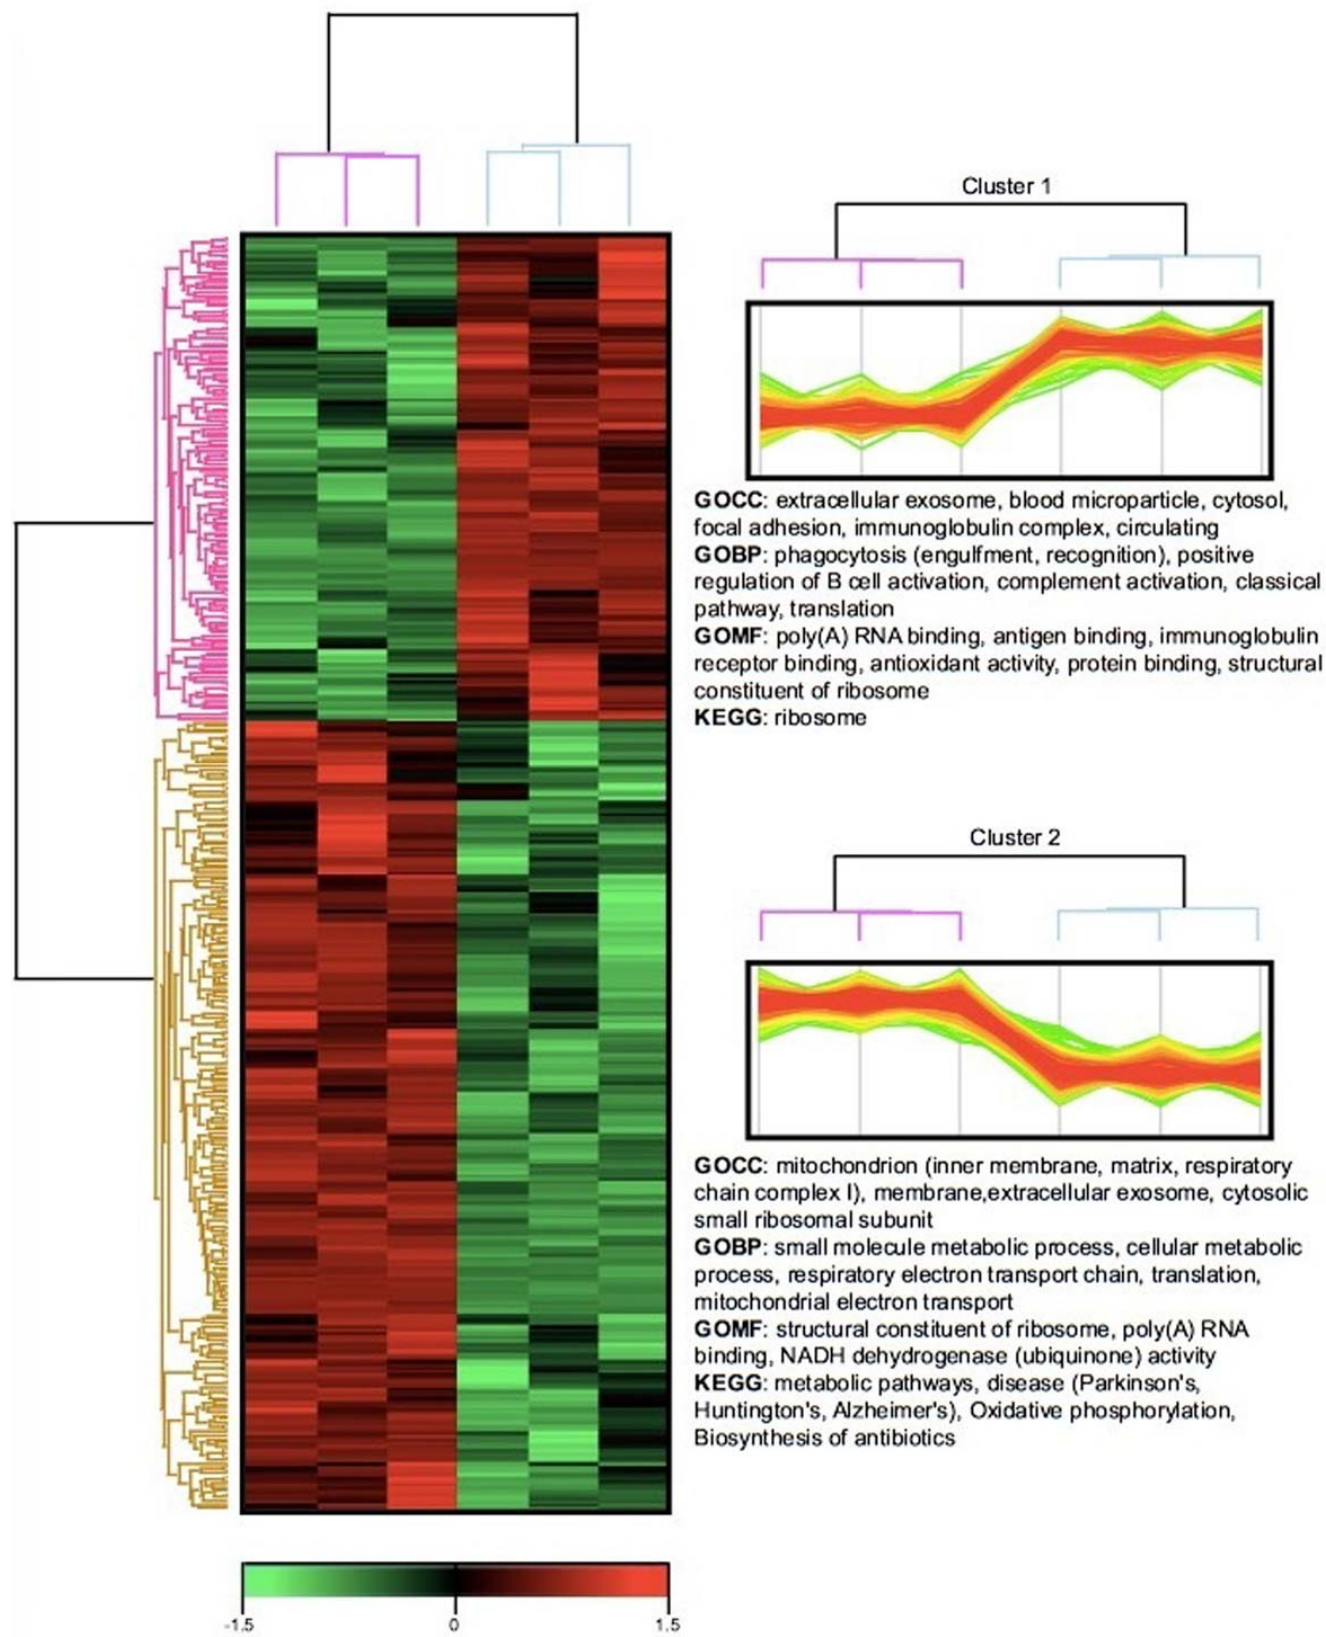 Cluster 1
GOCC: extracellular exosome, blood microparticle, cytosol,
focal adhesion, immunoglobulin complex, circulating
GOBP: phagocytosis (engulfment, recognition), positive
regulation of B cell activation, complement activation, classical
pathway, translation
GOMF: poly(A) RNA binding, antigen binding, immunoglobulin
receptor binding, antioxidant activity, protein binding, structural
constituent of ribosome
KEGG: ribosome
Cluster 2
GOCC: mitochondrion (inner membrane, matrix, respiratory
chain complex I), membrane,extracellular exosome, cytosolic
small ribosomal subunit
GOBP: small molecule metabolic process, cellular metabolic
process, respiratory electron transport chain, translation,
mitochondrial electron transport
GOMF: structural constituent of ribosome, poly(A) RNA
binding, NADH dehydrogenase (ubiquinone) activity
KEGG: metabolic pathways, disease (Parkinson's,
Huntington's, Alzheimer's), Oxidative phosphorylation,
Biosynthesis of antibiotics
-1.5 0 1.5